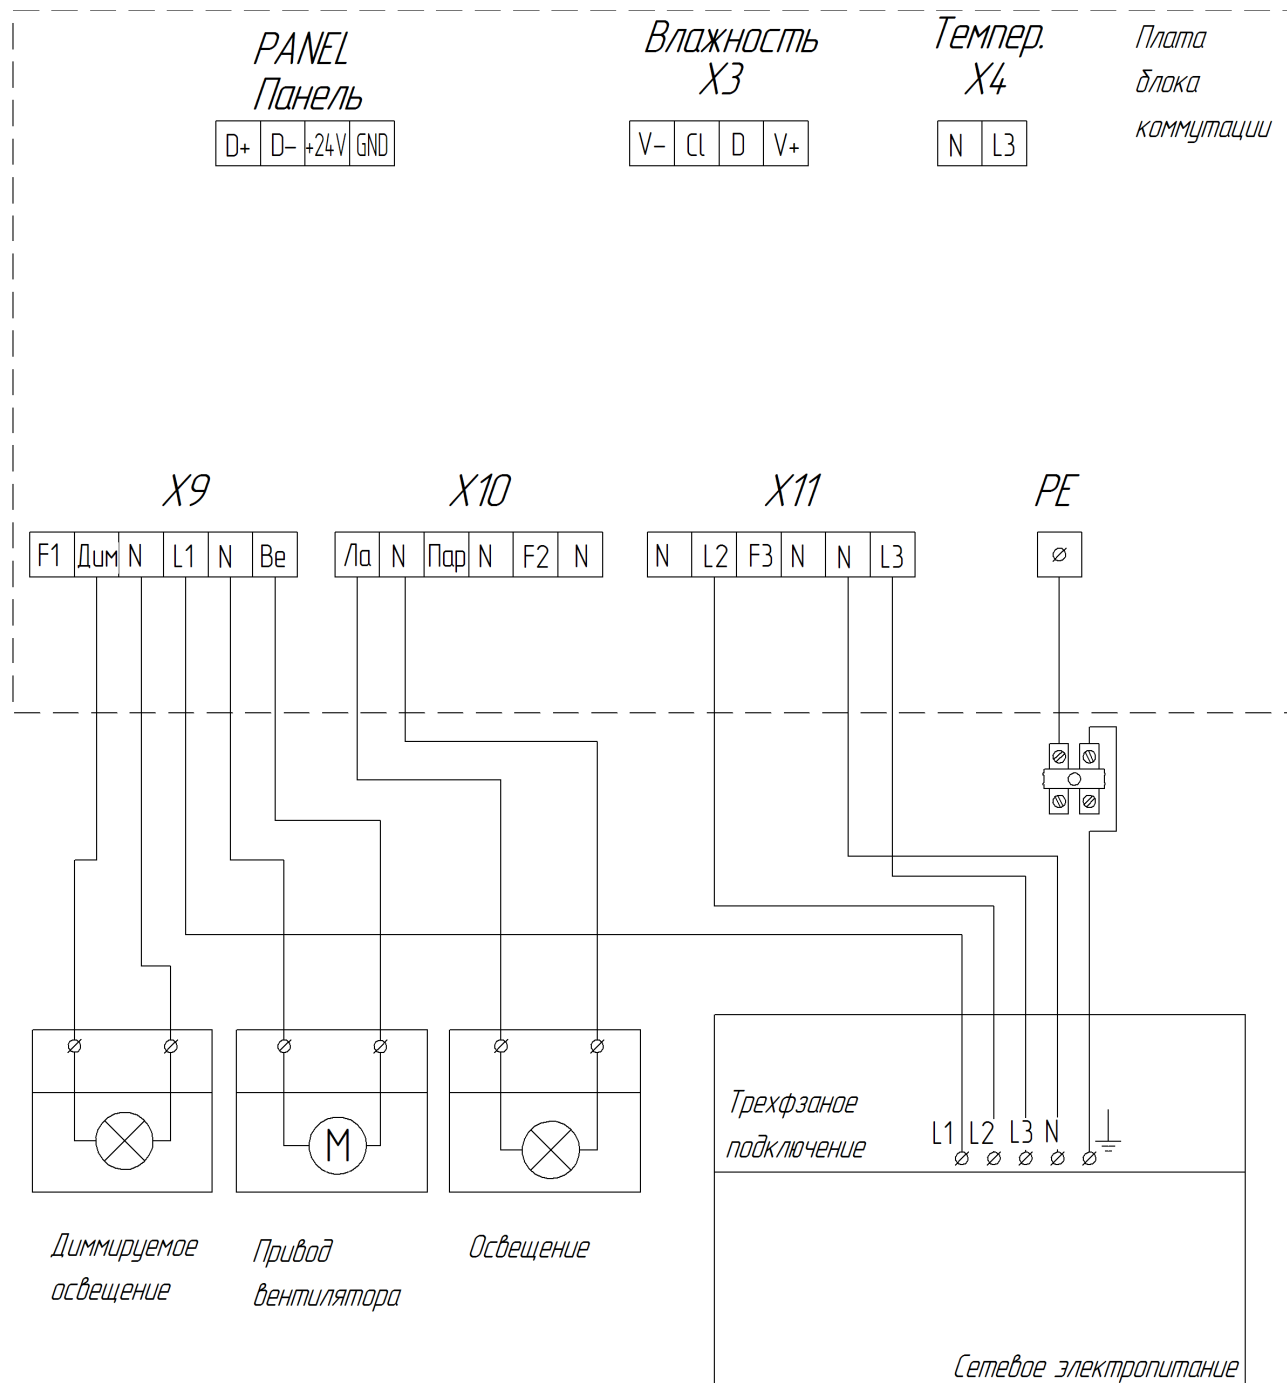 PANEL
Панель
D+ D- +24V GND
Влажность
X3
V- Cl D V+
Темпер.
X4
N L3
Плата
блока
коммутации
X9
F1 Дим N L1 N Ве
X10
Ла N Пар N F2 N
X11
N L2 F3 N N L3
PE
M
Диммируемое
освещение
Привод
вентилятора
Освещение
Трехфзаное
подключение
L1 L2 L3 N
Сетевое электропитание